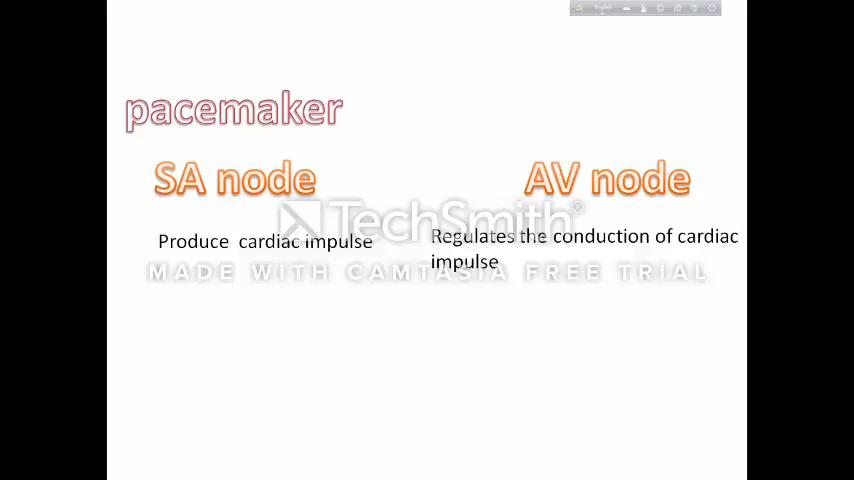 English
pacemaker
SA node
AV node
Produce cardiac impulse
Regulates the conduction of cardiac
impulse
TechSmith®
MADE WITH CAMTASIA FREE TRIAL